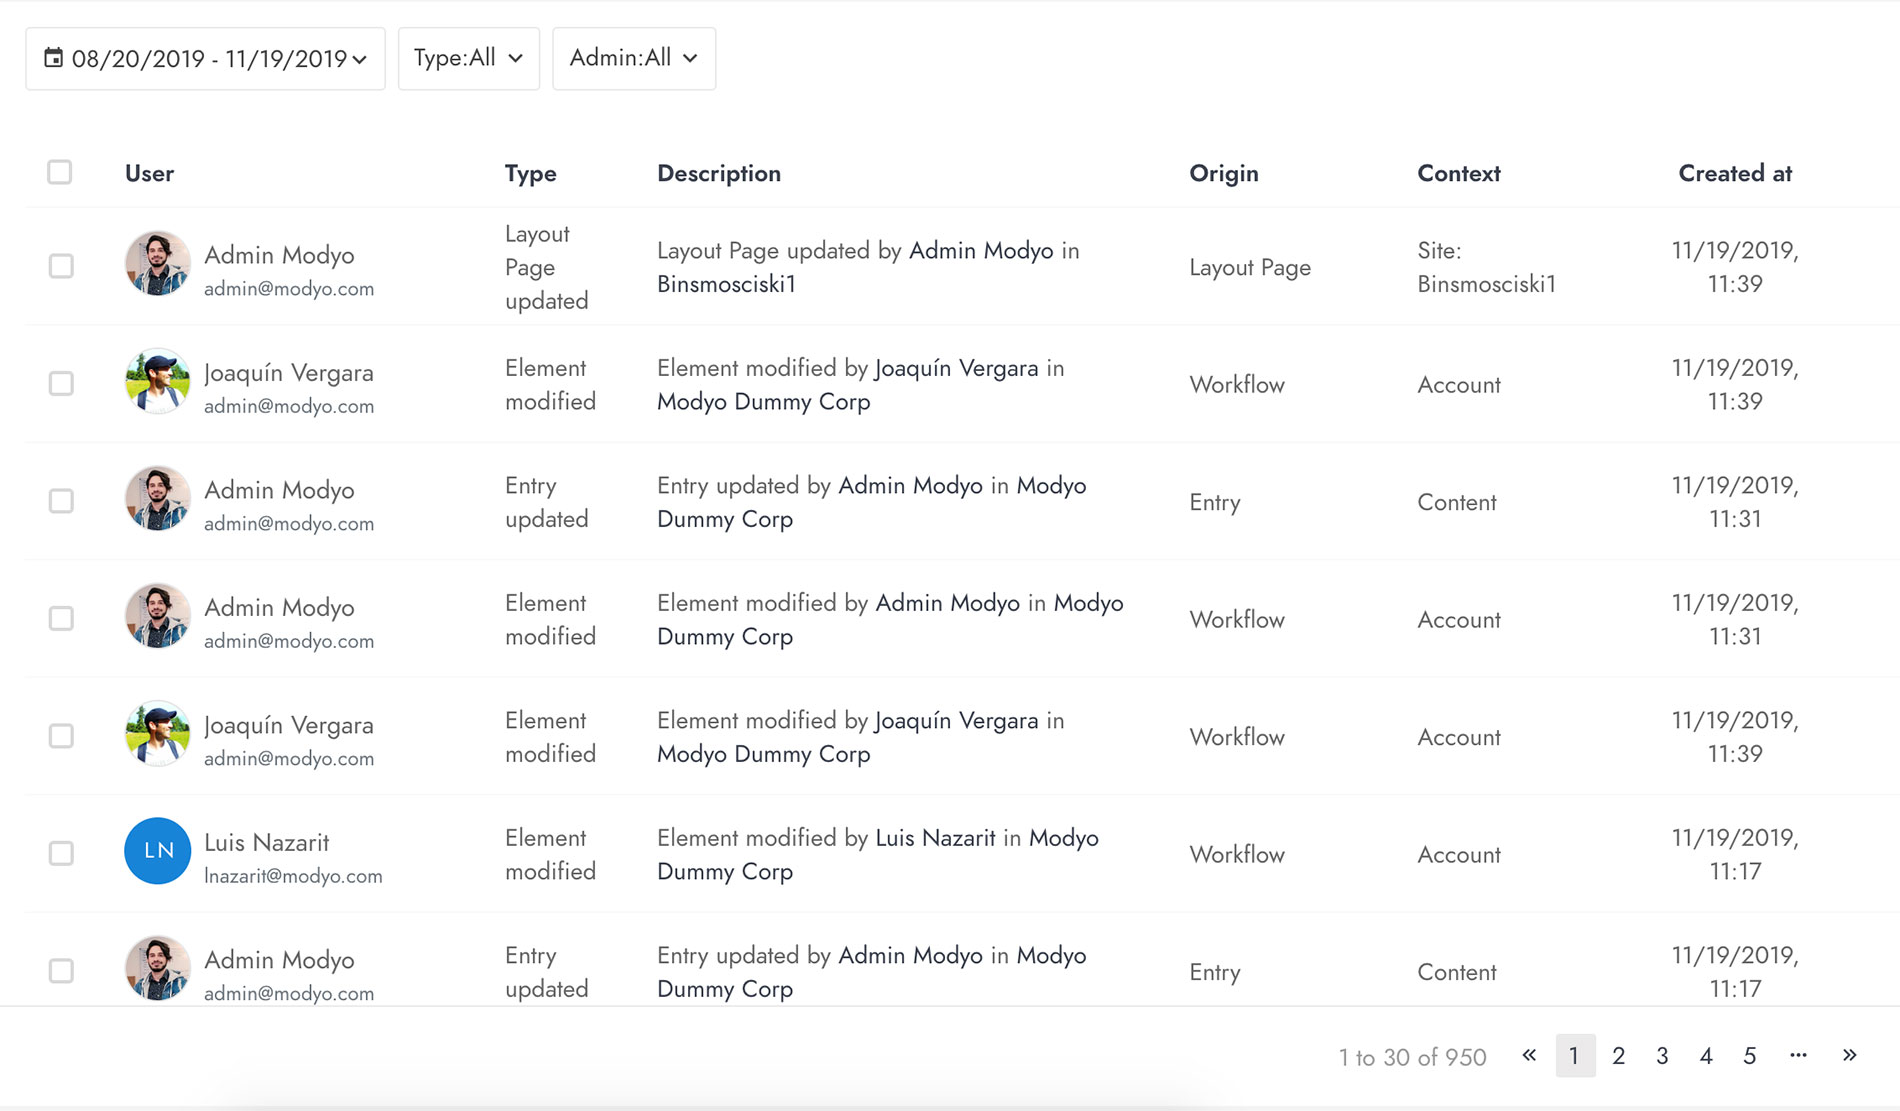 08/20/2019 - 11/19/2019
Type:All
Admin:All
User
Type
Description
Origin
Context
Created at
Admin Modyo
admin@modyo.com
Layout
Page
updated
Layout Page updated by Admin Modyo in
Binsmosciski1
Layout Page
Site:
Binsmosciski1
11/19/2019,
11:39
Joaquín Vergara
admin@modyo.com
Element
modified
Element modified by Joaquín Vergara in
Modyo Dummy Corp
Workflow
Account
11/19/2019,
11:39
Admin Modyo
admin@modyo.com
Entry
updated
Entry updated by Admin Modyo in Modyo
Dummy Corp
Entry
Content
11/19/2019,
11:31
Admin Modyo
admin@modyo.com
Element
modified
Element modified by Admin Modyo in Modyo
Dummy Corp
Workflow
Account
11/19/2019,
11:31
Joaquín Vergara
admin@modyo.com
Element
modified
Element modified by Joaquín Vergara in
Modyo Dummy Corp
Workflow
Account
11/19/2019,
11:39
LN
Luis Nazarit
lnazarit@modyo.com
Element
modified
Element modified by Luis Nazarit in Modyo
Dummy Corp
Workflow
Account
11/19/2019,
11:17
Admin Modyo
admin@modyo.com
Entry
updated
Entry updated by Admin Modyo in Modyo
Dummy Corp
Entry
Content
11/19/2019,
11:17
1 to 30 of 950 « 1 2 3 4 5 ··· »